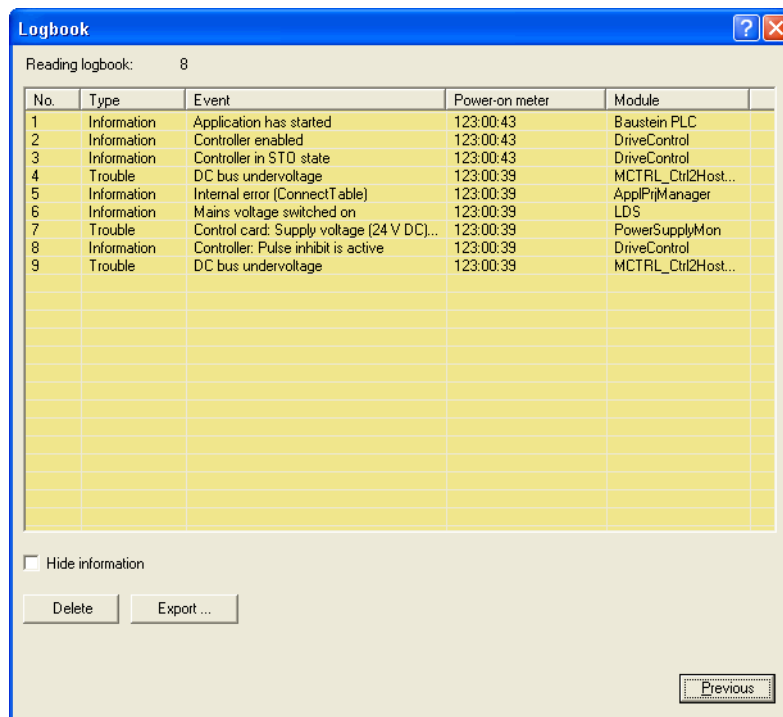 Logbook
Reading logbook: 8
No. Type Event Power-on meter Module
1 Information Application has started 123:00:43 Baustein PLC
2 Information Controller enabled 123:00:43 DriveControl
3 Information Controller in STO state 123:00:43 DriveControl
4 Trouble DC bus undervoltage 123:00:39 MCTRL_Ctrl2Host...
5 Information Internal error (ConnectTable) 123:00:39 ApplPrjManager
6 Information Mains voltage switched on 123:00:39 LDS
7 Trouble Control card: Supply voltage (24 V DC)... 123:00:39 PowerSupplyMon
8 Information Controller: Pulse inhibit is active 123:00:39 DriveControl
9 Trouble DC bus undervoltage 123:00:39 MCTRL_Ctrl2Host...
Hide information
Delete Export ...
Previous